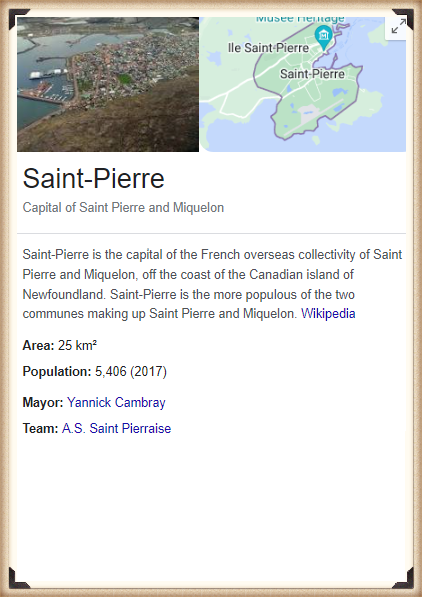 Musée Héritage
Ile Saint-Pierre
Saint-Pierre
Saint-Pierre
Capital of Saint Pierre and Miquelon
Saint-Pierre is the capital of the French overseas collectivity of Saint
Pierre and Miquelon, off the coast of the Canadian island of
Newfoundland. Saint-Pierre is the more populous of the two
communes making up Saint Pierre and Miquelon. Wikipedia
Area: 25 km²
Population: 5,406 (2017)
Mayor: Yannick Cambray
Team: A.S. Saint Pierraise